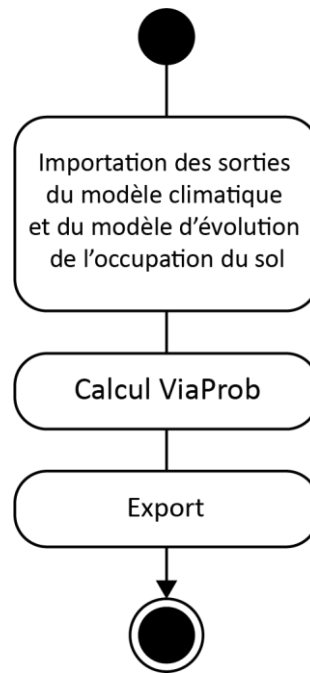 Importation des sorties
du modèle climatique
et du modèle d’évolution
de l’occupation du sol
Calcul ViaProb
Export